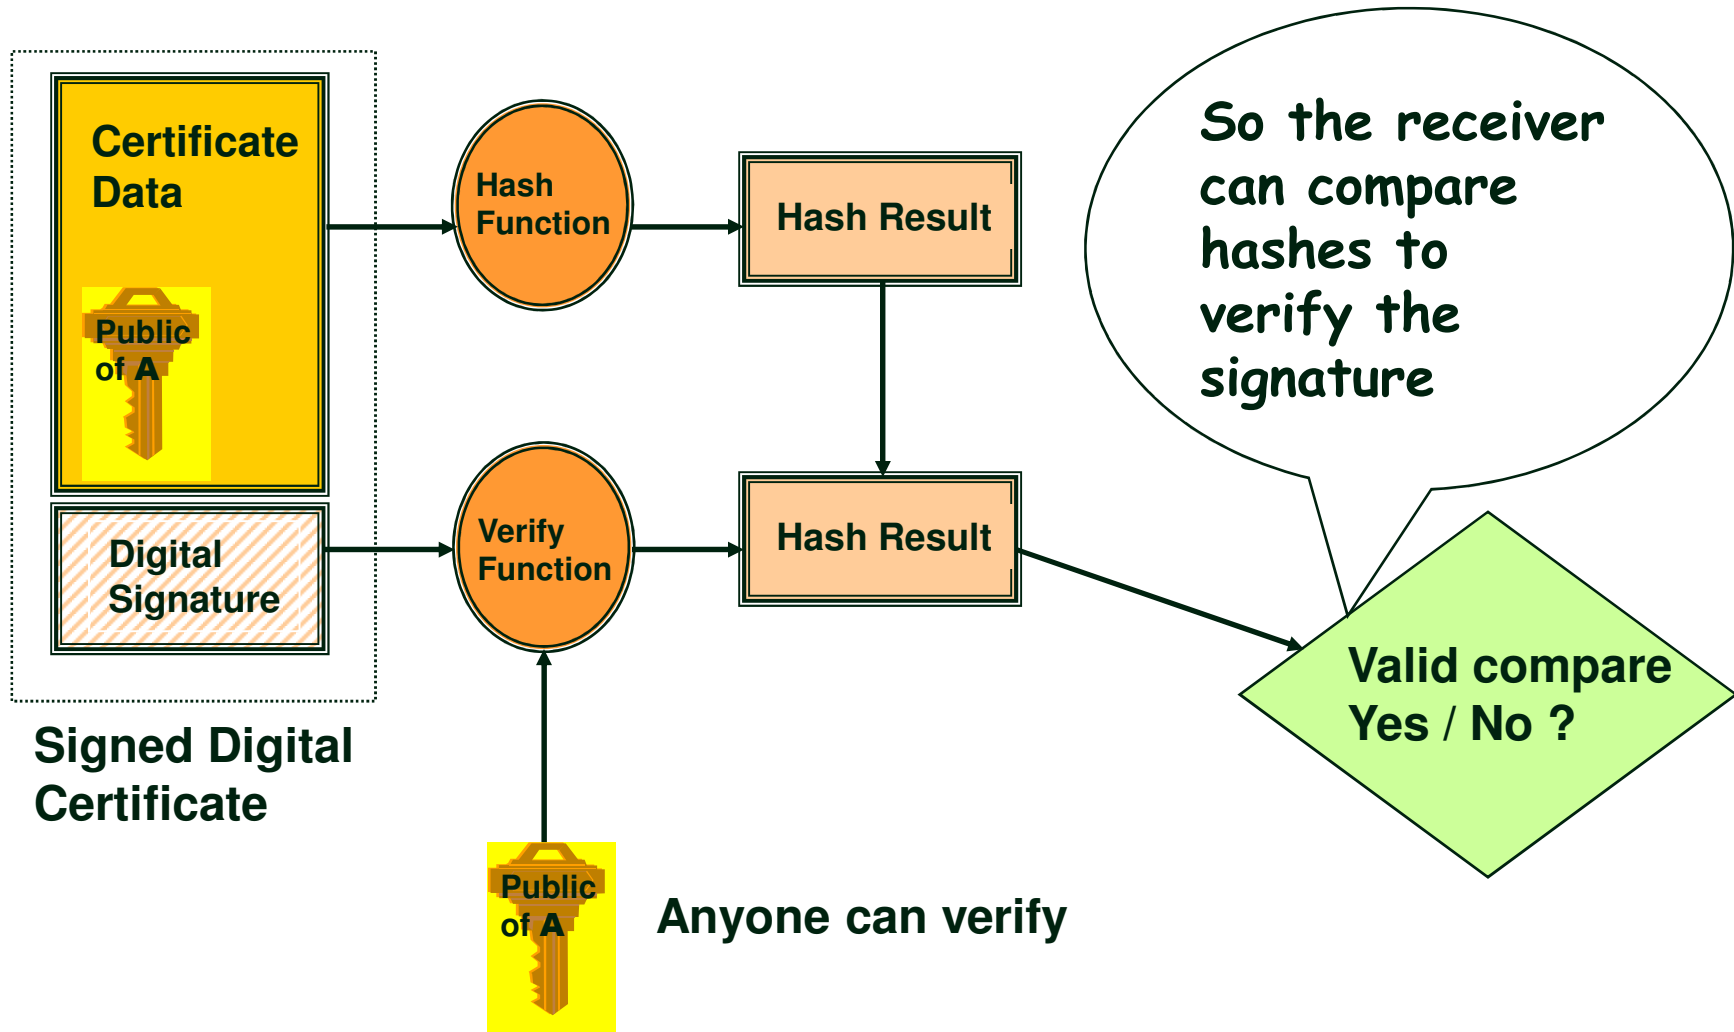 Certificate
Data
Public
of A
Digital
Signature
Signed Digital
Certificate
Hash
Function
Verify
Function
Public
of A
Anyone can verify
Hash Result
Hash Result
So the receiver
can compare
hashes to
verify the
signature
Valid compare
Yes / No ?